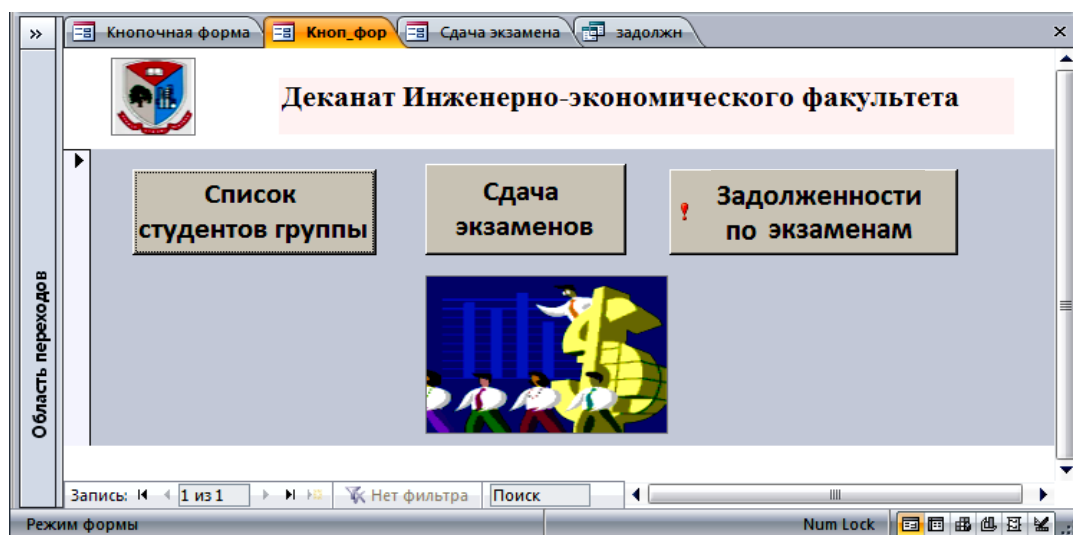 » Кнопочная форма Кноп_фор Сдача экзамена задолжн ×
Деканат Инженерно-экономического факультета
Список
студентов группы
Сдача
экзаменов
Задолженности
по экзаменам
Область переходов
Запись: 1 из 1 Нет фильтра Поиск
Режим формы Num Lock